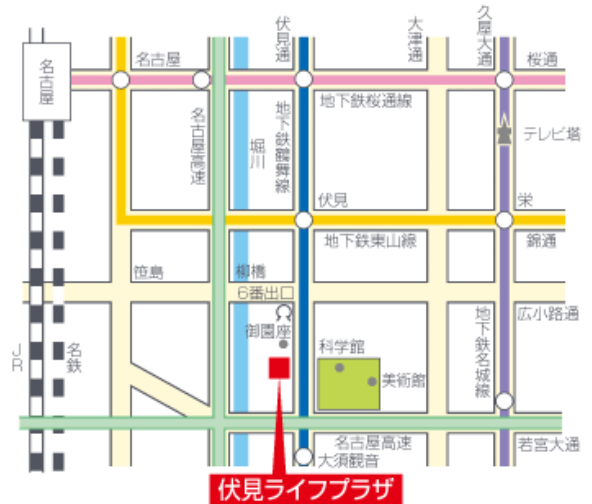 久屋大通
伏見通
大津通
名古屋
桜通
名古屋
地下鉄桜通線
名古屋高速
地下鉄鶴舞線
堀川
テレビ塔
伏見
栄
地下鉄東山線
錦通
笹島
柳橋
6番出口
広小路通
地下鉄名城線
御園座
科学館
JR
名鉄
美術館
名古屋高速
若宮大通
大須観音
伏見ライフプラザ